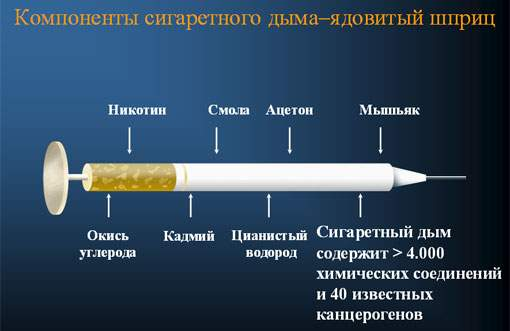 Компоненты сигаретного дыма–ядовитый шприц
Никотин
Смола
Ацетон
Мышьяк
Окись
углерода
Кадмий
Цианистый
водород
Сигаретный дым
содержит > 4.000
химических соединений
и 40 известных
канцерогенов